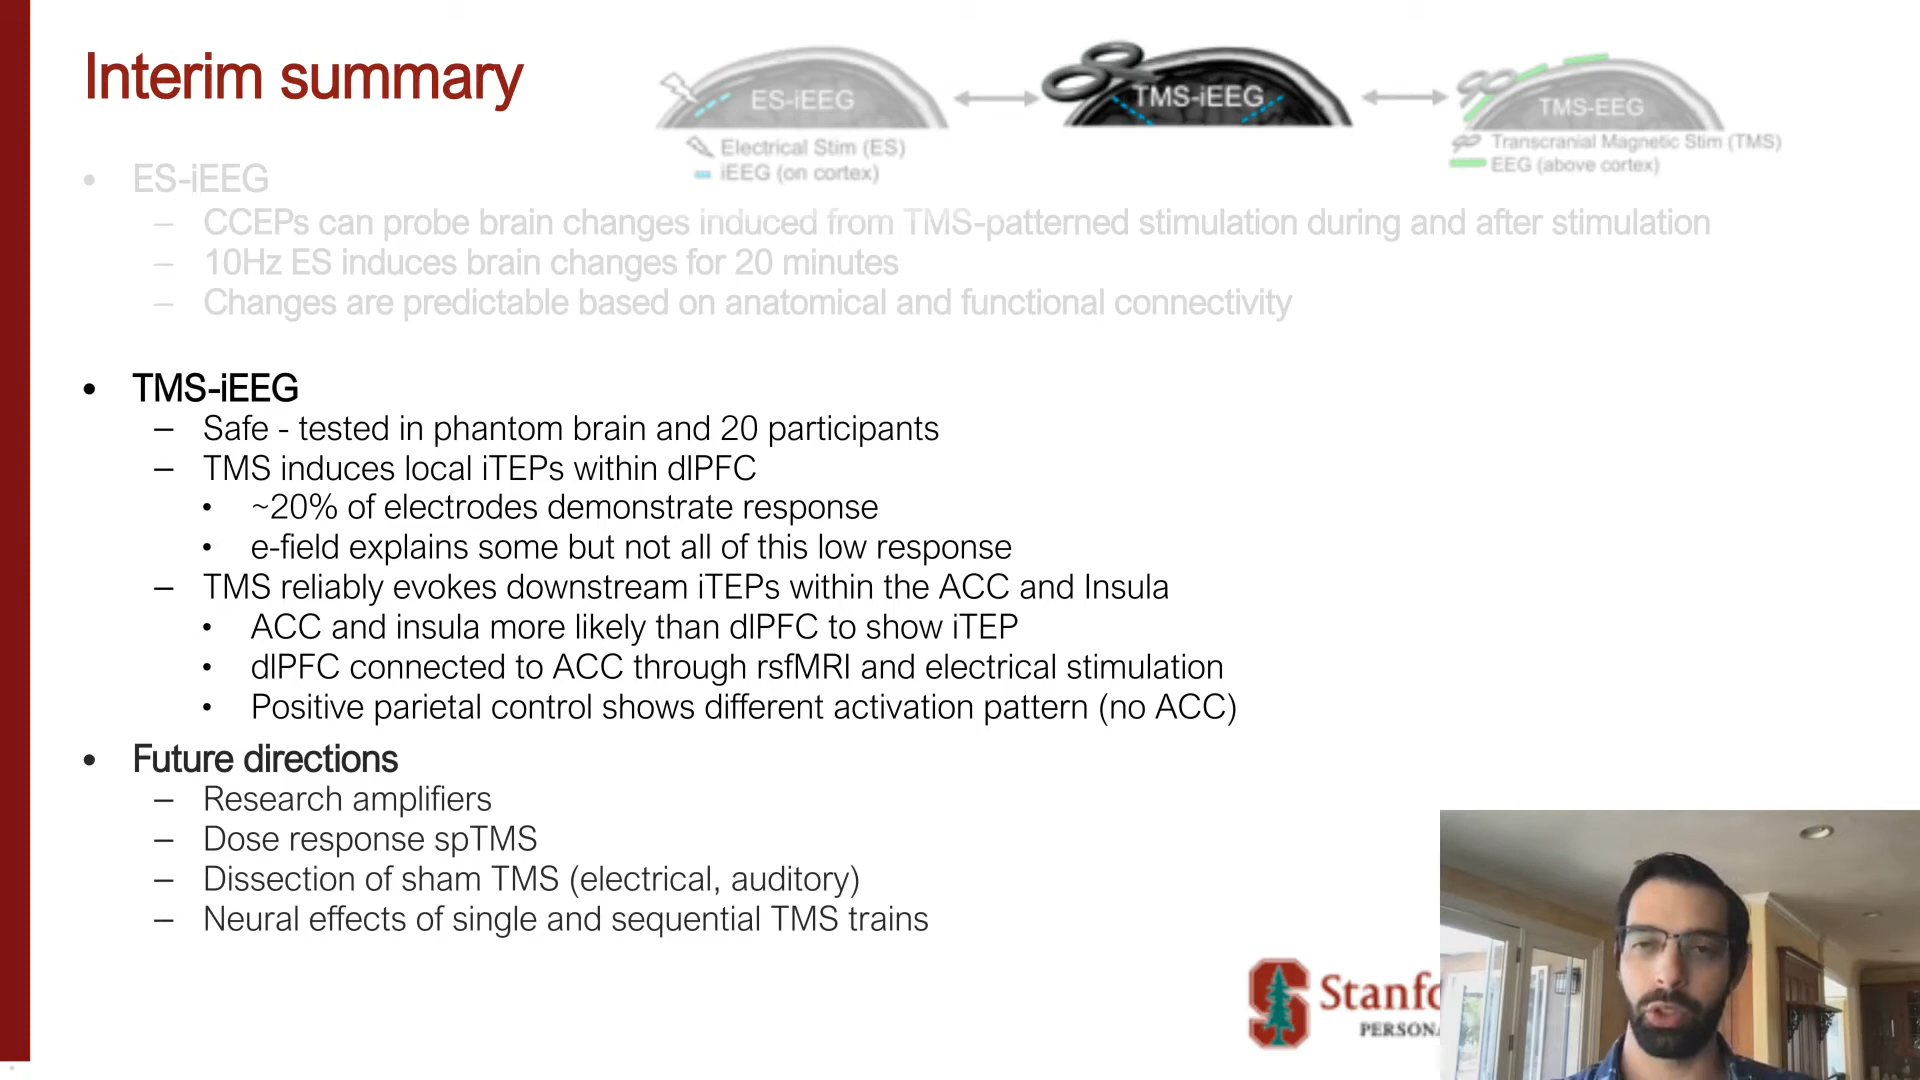 Interim summary
ES-iEEG
TMS-iEEG
TMS-EEG
Electrical Stim (ES)
iEEG (on cortex)
Transcranial Magnetic Stim (TMS)
EEG (above cortex)
• ES-iEEG
– CCEPs can probe brain changes induced from TMS-patterned stimulation during and after stimulation
– 10Hz ES induces brain changes for 20 minutes
– Changes are predictable based on anatomical and functional connectivity
• TMS-iEEG
– Safe - tested in phantom brain and 20 participants
– TMS induces local iTEPs within dlPFC
• ~20% of electrodes demonstrate response
• e-field explains some but not all of this low response
– TMS reliably evokes downstream iTEPs within the ACC and Insula
• ACC and insula more likely than dlPFC to show iTEP
• dlPFC connected to ACC through rsfMRI and electrical stimulation
• Positive parietal control shows different activation pattern (no ACC)
• Future directions
– Research amplifiers
– Dose response spTMS
– Dissection of sham TMS (electrical, auditory)
– Neural effects of single and sequential TMS trains